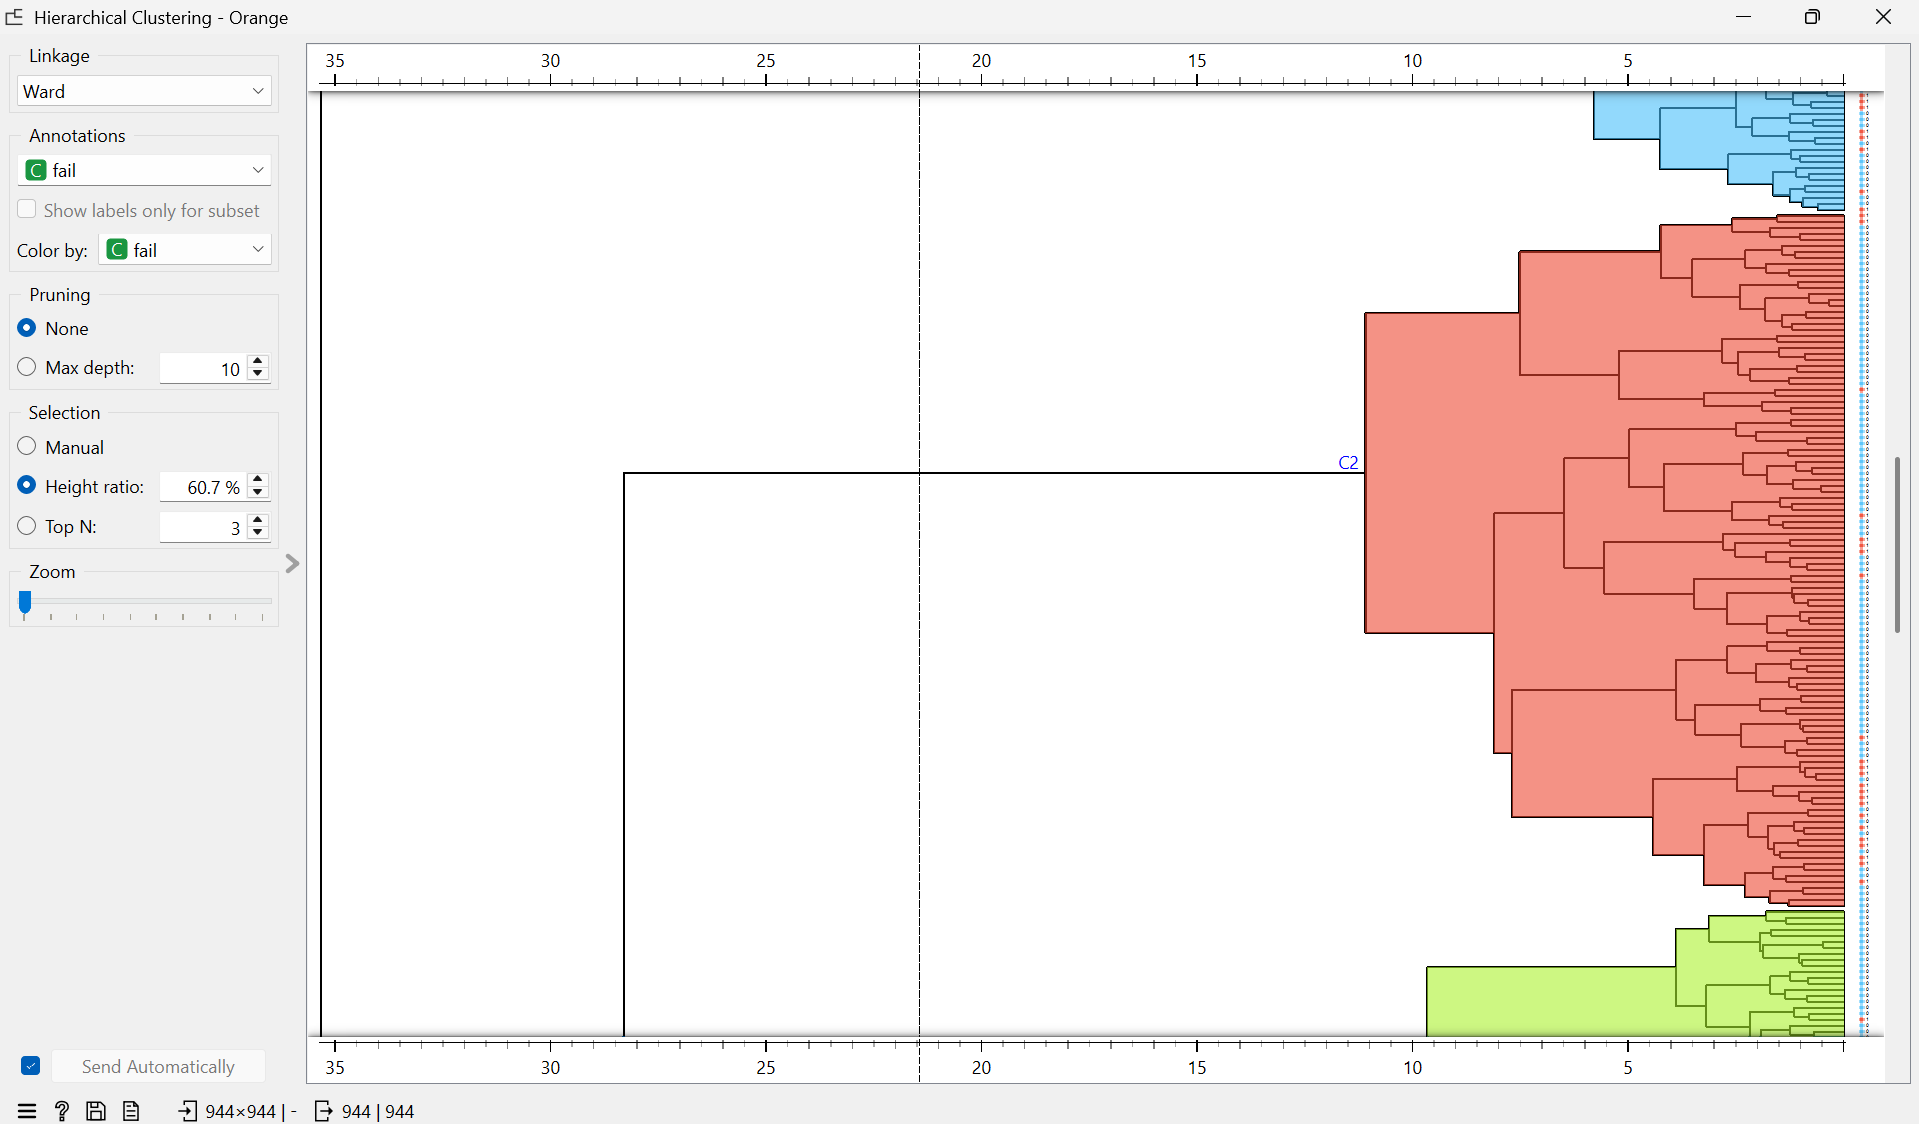 Hierarchical Clustering - Orange
Linkage
Ward
Annotations
C fail
Show labels only for subset
Color by: C fail
Pruning
None
Max depth: 10
Selection
Manual
Height ratio: 60.7 %
Top N: 3
Zoom
Send Automatically
35 30 25 20 15 10 5
C2
35 30 25 20 15 10 5
944×944 | - 944 | 944